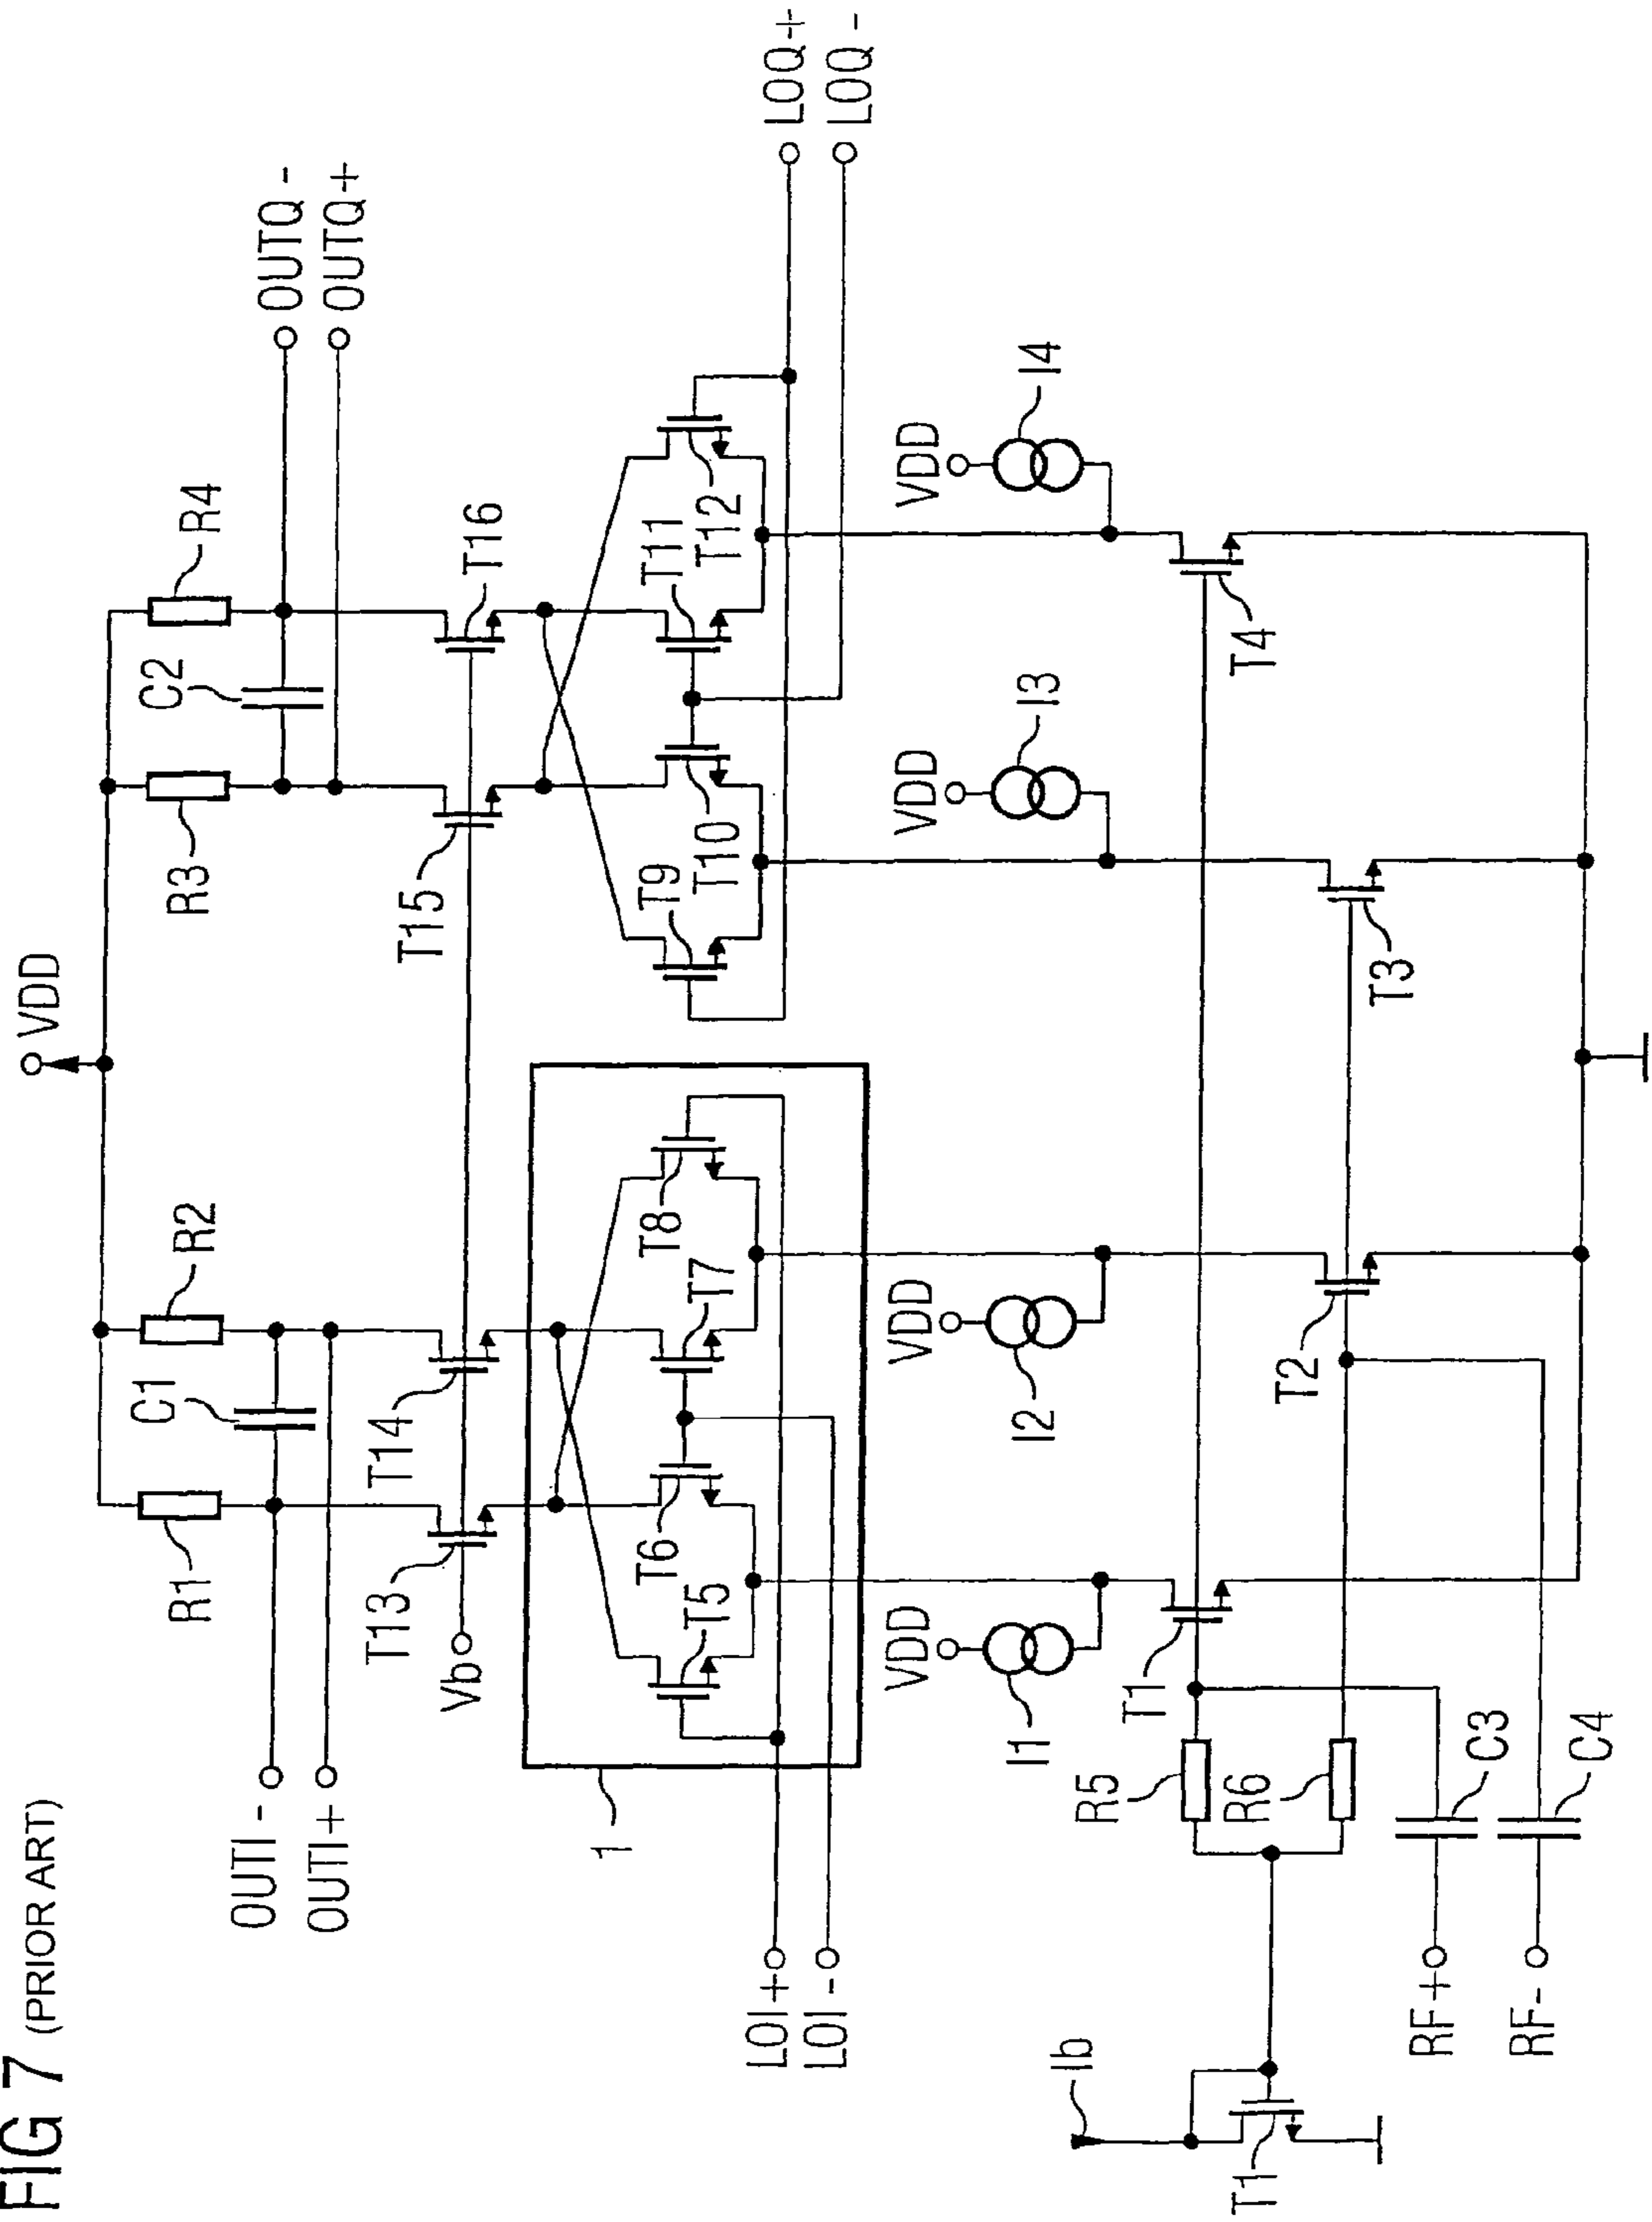 FIG 7 (PRIOR ART)
VDD
R1
R2
R3
R4
C1
C2
OUTI -
OUTI +
OUTQ -
OUTQ +
T13
T14
T15
T16
Vb
T5
T6
T7
T8
T9
T10
T11
T12
1
LOI +
LOI -
LOQ +
LOQ -
VDD
VDD
VDD
VDD
I1
I2
I3
I4
T1
T2
T3
T4
R5
R6
C3
C4
RF +
RF -
Ib
T1